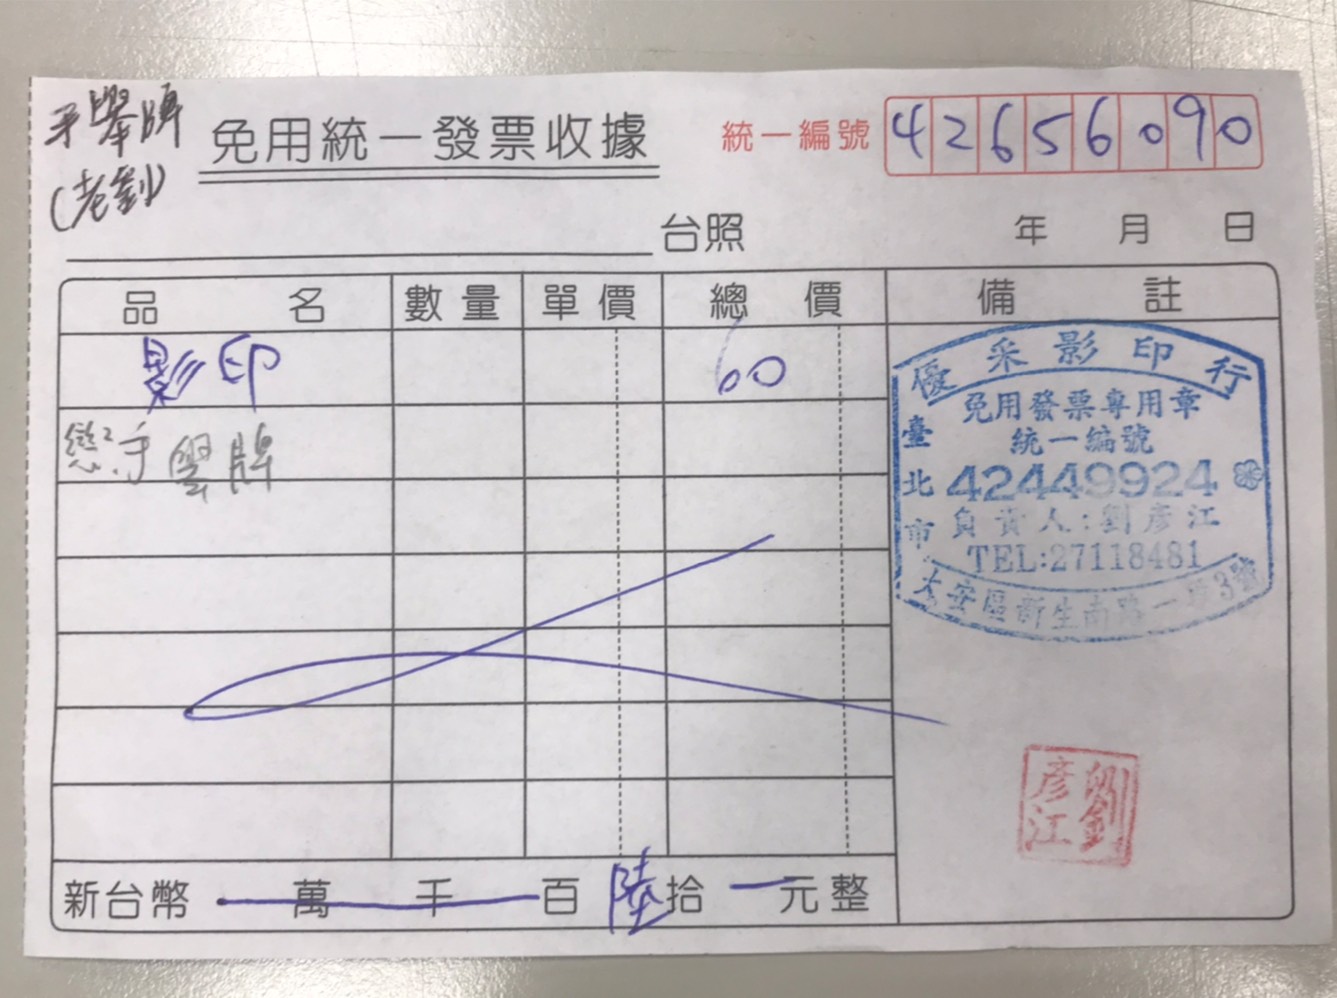 手舉牌
(老劉)
免用統一發票收據
統一編號 42656090
台照
年 月 日
品名 數量 單價 總價 備註
影印 60
手舉牌
優采影印行
免用發票專用章
統一編號
42449924
負責人:劉彥江
TEL:27118481
臺北市
大安區新生南路一段3號
劉彥江
新台幣 萬 千 百 陸 拾 元整